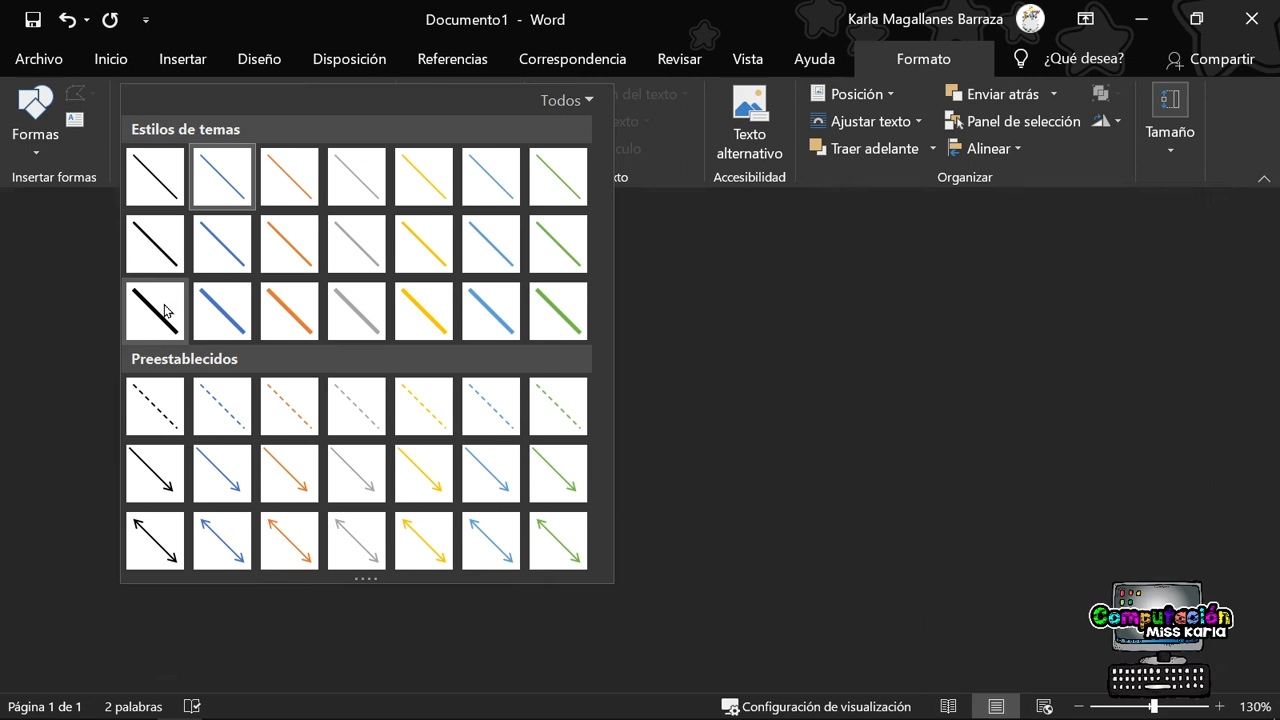 Documento1 - Word
Karla Magallanes Barraza
Archivo
Inicio
Insertar
Diseño
Disposición
Referencias
Correspondencia
Revisar
Vista
Ayuda
Formato
¿Qué desea?
Compartir
Formas
Insertar formas
Todos
Estilos de temas
Preestablecidos
n del texto
Texto
alternativo
Accesibilidad
Posición
Ajustar texto
Traer adelante
Enviar atrás
Panel de selección
Alinear
Organizar
Tamaño
Computación
Miss Karla
Página 1 de 1
2 palabras
Configuración de visualización
130%